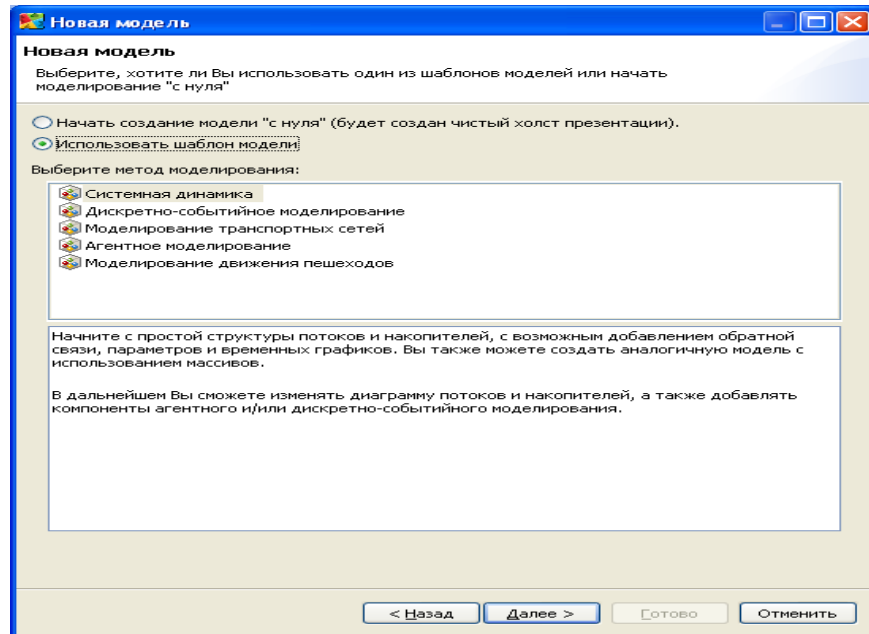 Новая модель
Новая модель
Выберите, хотите ли Вы использовать один из шаблонов моделей или начать
моделирование "с нуля"
Начать создание модели "с нуля" (будет создан чистый холст презентации).
Использовать шаблон модели
Выберите метод моделирования:
Системная динамика
Дискретно-событийное моделирование
Моделирование транспортных сетей
Агентное моделирование
Моделирование движения пешеходов
Начните с простой структуры потоков и накопителей, с возможным добавлением обратной
связи, параметров и временных графиков. Вы также можете создать аналогичную модель с
использованием массивов.
В дальнейшем Вы сможете изменять диаграмму потоков и накопителей, а также добавлять
компоненты агентного и/или дискретно-событийного моделирования.
< Назад Далее > Готово Отменить